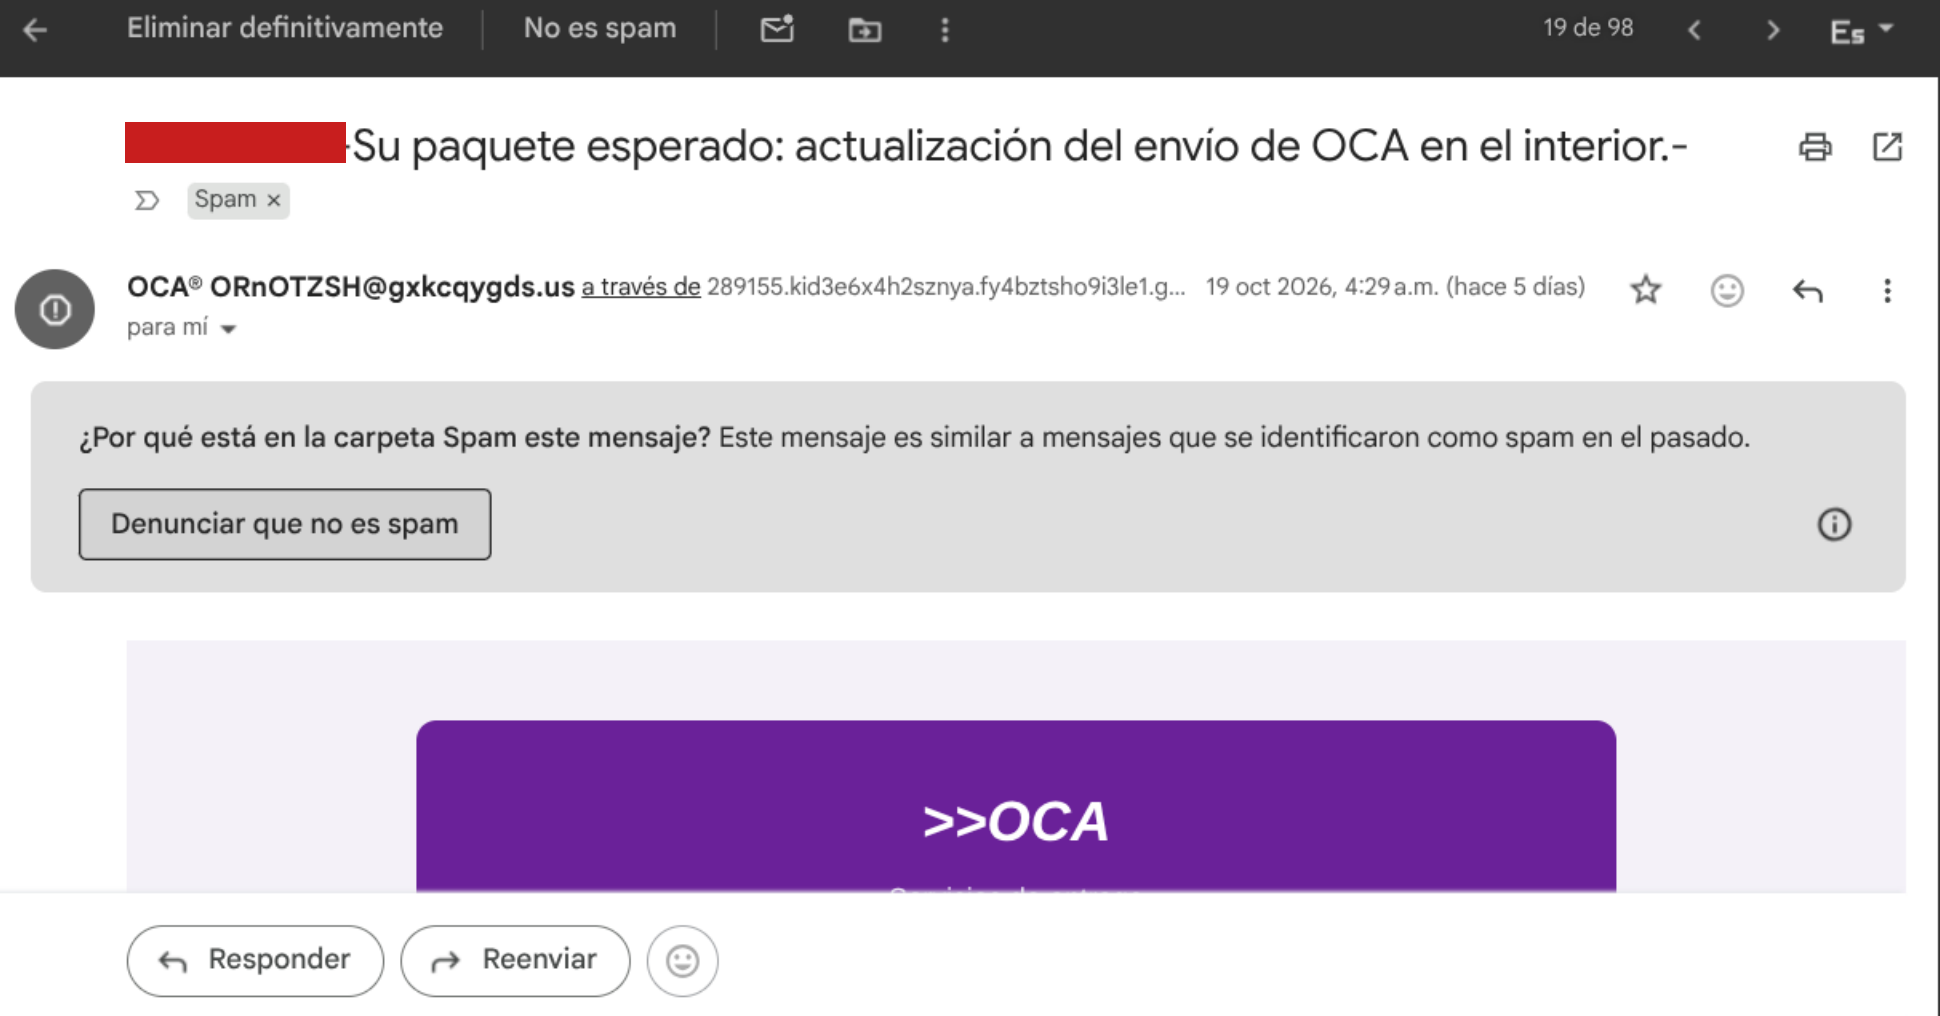 Eliminar definitivamente
No es spam
19 de 98
Es
-Su paquete esperado: actualización del envío de OCA en el interior.-
Spam ×
OCA® ORnOTZSH@gxkcqygds.us a través de 289155.kid3e6x4h2sznya.fy4bztsho9i3le1.g... 19 oct 2026, 4:29 a.m. (hace 5 días)
para mí
¿Por qué está en la carpeta Spam este mensaje? Este mensaje es similar a mensajes que se identificaron como spam en el pasado.
Denunciar que no es spam
>>OCA
Responder
Reenviar